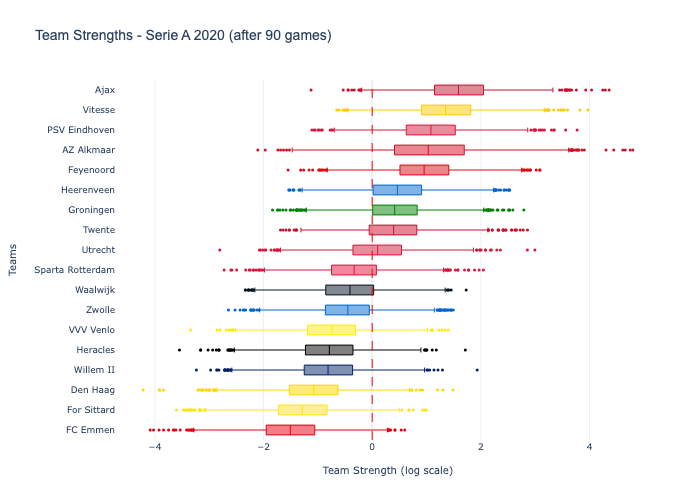 Team Strengths - Serie A 2020 (after 90 games)
Teams
Ajax
Vitesse
PSV Eindhoven
AZ Alkmaar
Feyenoord
Heerenveen
Groningen
Twente
Utrecht
Sparta Rotterdam
Waalwijk
Zwolle
VVV Venlo
Heracles
Willem II
Den Haag
For Sittard
FC Emmen
−4 −2 0 2 4
Team Strength (log scale)